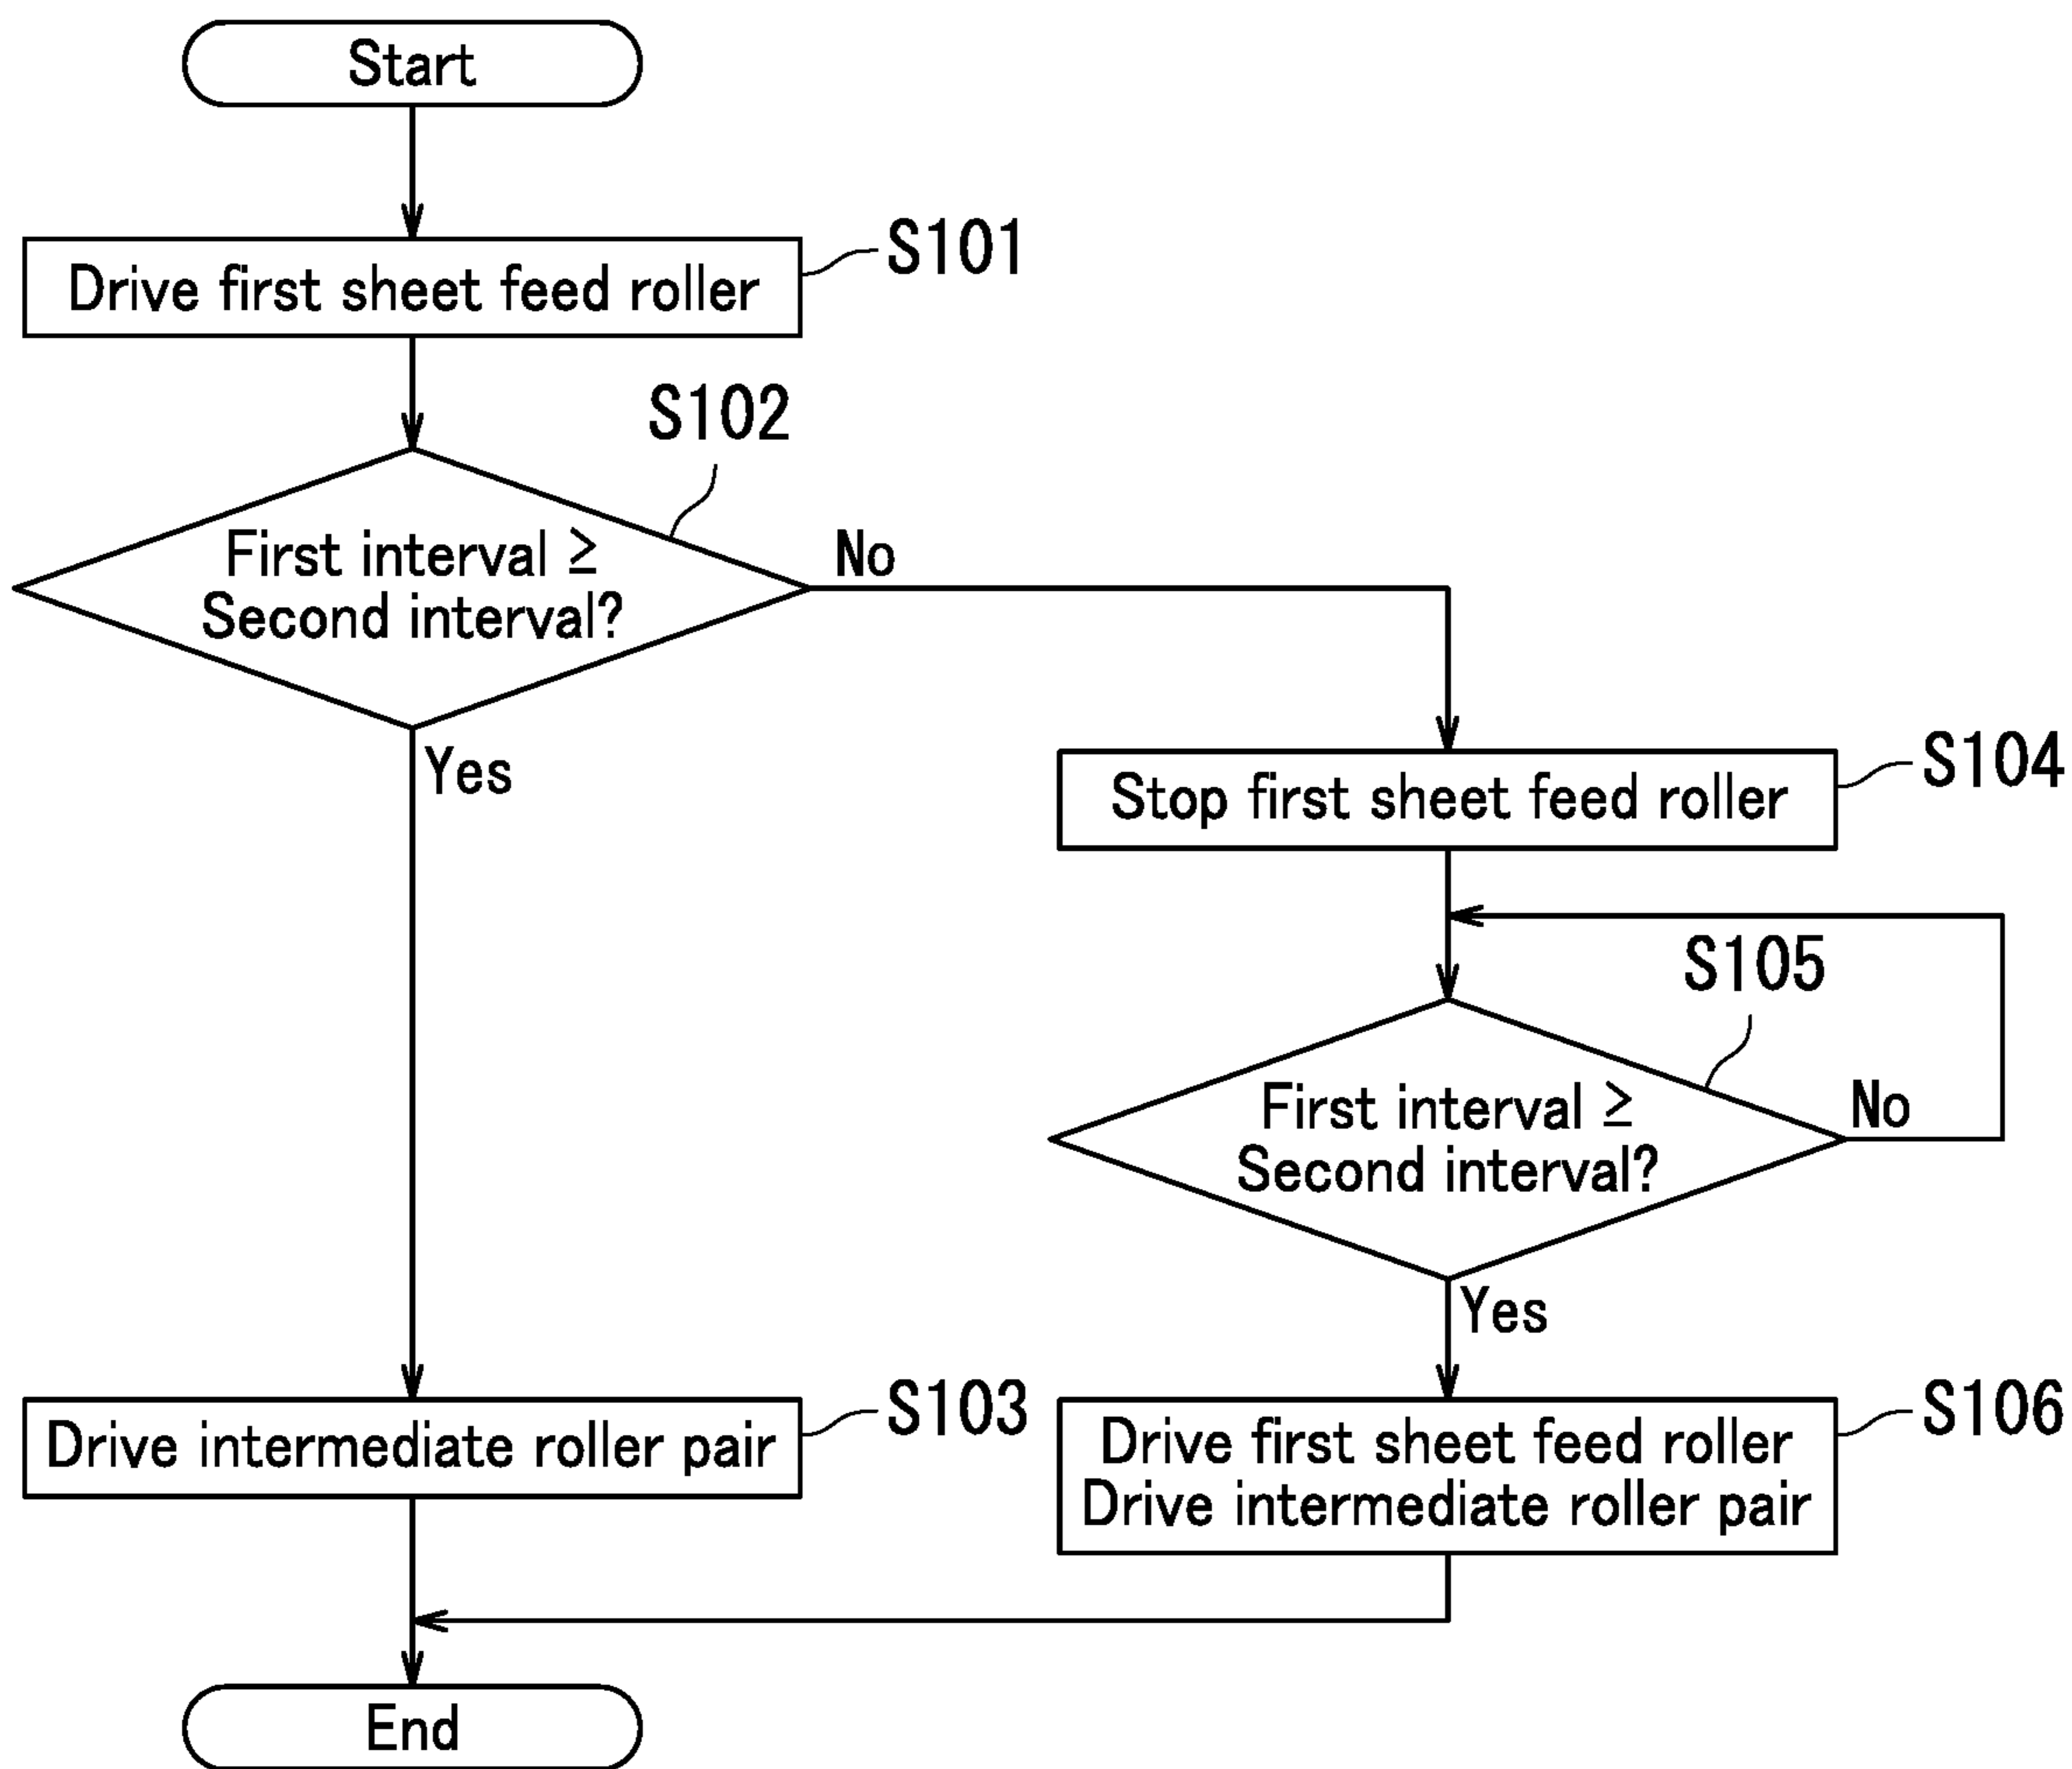 Start
S101
Drive first sheet feed roller
S102
First interval ≥
Second interval?
No
Yes
S104
Stop first sheet feed roller
S105
First interval ≥
Second interval?
No
Yes
S103
Drive intermediate roller pair
S106
Drive first sheet feed roller
Drive intermediate roller pair
End